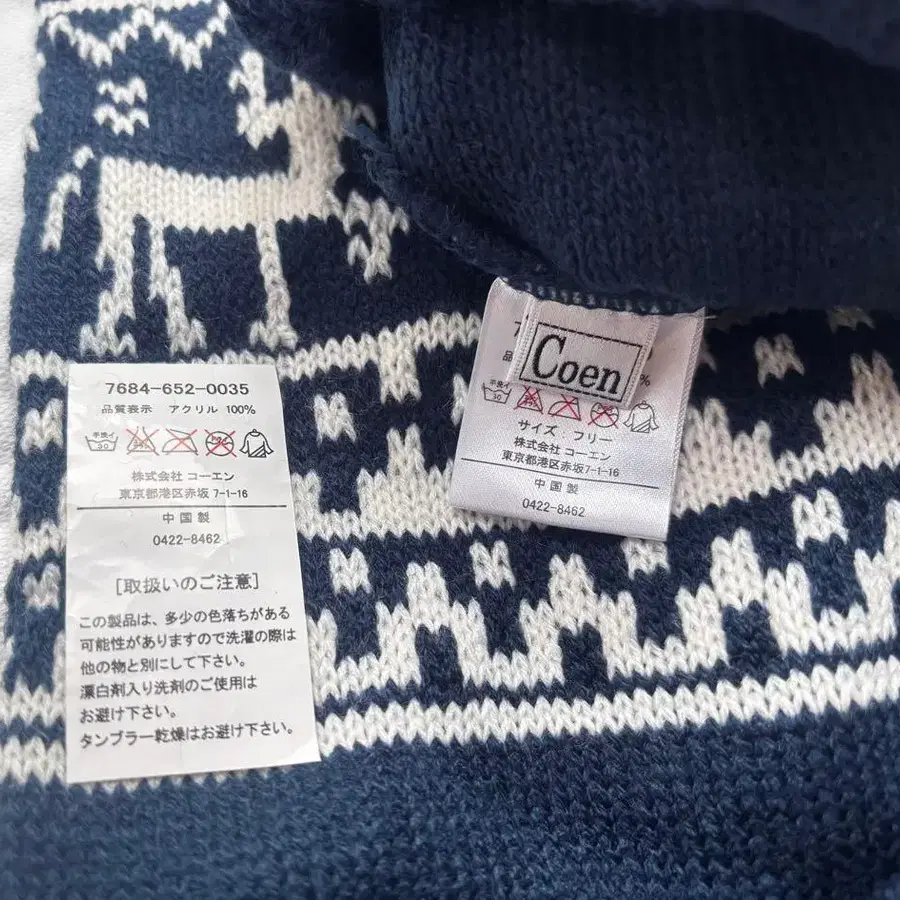 7684-652-0035
品質表示 アクリル 100%
手洗イ
30
株式会社 コーエン
東京都港区赤坂7-1-16
中国製
0422-8462
[取扱いのご注意]
この製品は、多少の色落ちがある
可能性がありますので洗濯の際は
他の物と別にして下さい。
漂白剤入り洗剤のご使用は
お避け下さい。
タンブラー乾燥はお避け下さい。
7
品
Coen
%
手洗イ
30
サイズ：フリー
株式会社 コーエン
東京都港区赤坂7-1-16
中国製
0422-8462